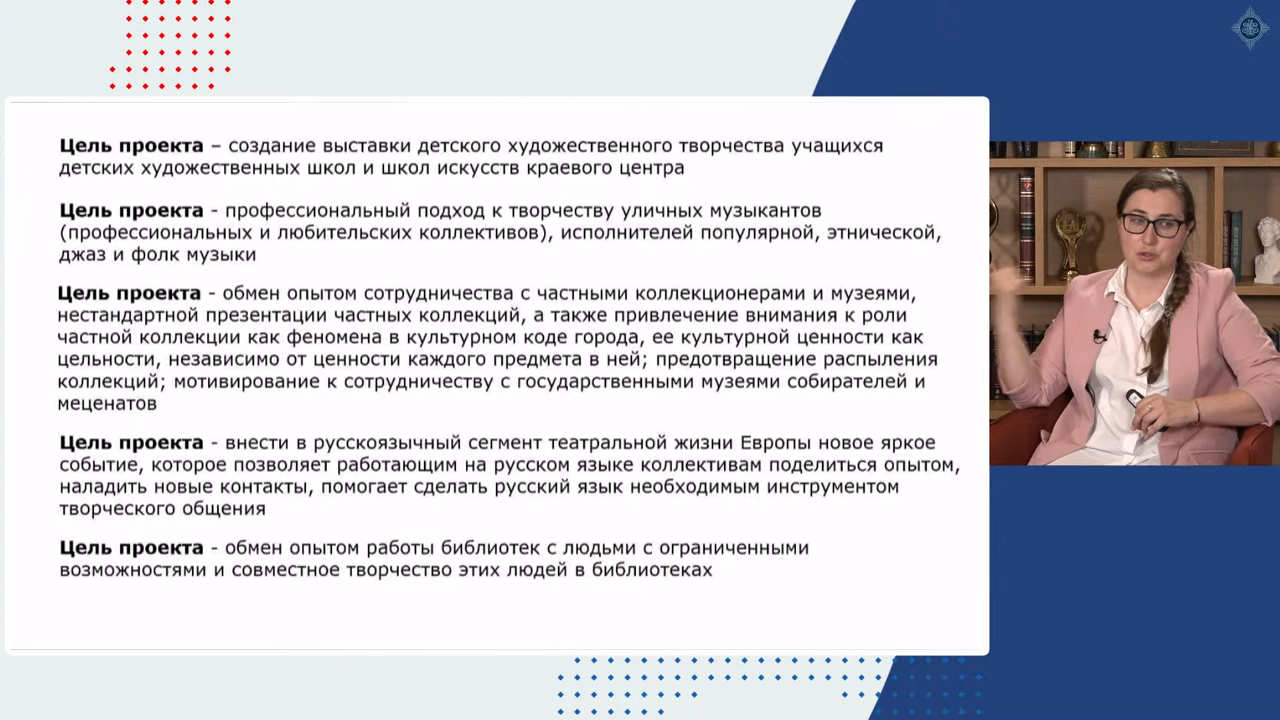 Цель проекта – создание выставки детского художественного творчества учащихся
детских художественных школ и школ искусств краевого центра
Цель проекта - профессиональный подход к творчеству уличных музыкантов
(профессиональных и любительских коллективов), исполнителей популярной, этнической,
джаз и фолк музыки
Цель проекта - обмен опытом сотрудничества с частными коллекционерами и музеями,
нестандартной презентации частных коллекций, а также привлечение внимания к роли
частной коллекции как феномена в культурном коде города, ее культурной ценности как
цельности, независимо от ценности каждого предмета в ней; предотвращение распыления
коллекций; мотивирование к сотрудничеству с государственными музеями собирателей и
меценатов
Цель проекта - внести в русскоязычный сегмент театральной жизни Европы новое яркое
событие, которое позволяет работающим на русском языке коллективам поделиться опытом,
наладить новые контакты, помогает сделать русский язык необходимым инструментом
творческого общения
Цель проекта - обмен опытом работы библиотек с людьми с ограниченными
возможностями и совместное творчество этих людей в библиотеках